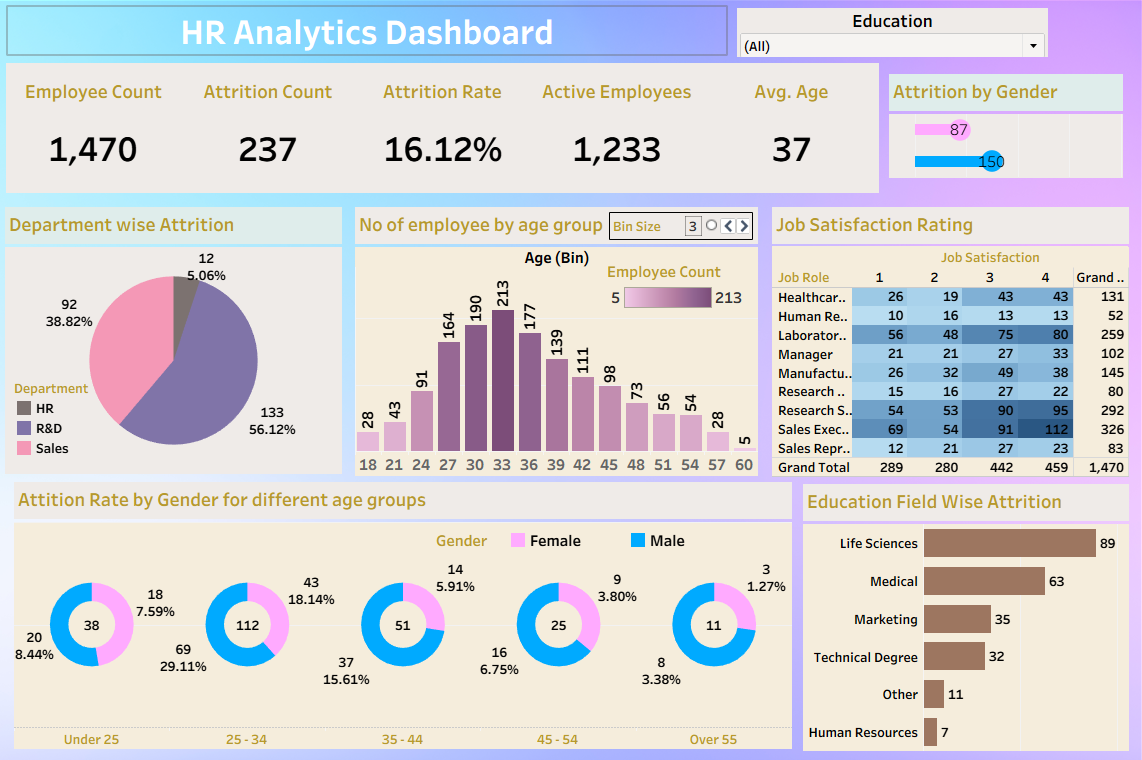 HR Analytics Dashboard
Education
(All)
Employee Count Attrition Count Attrition Rate Active Employees Avg. Age
1,470 237 16.12% 1,233 37
Attrition by Gender
87
150
Department wise Attrition
12
5.06%
92
38.82%
133
56.12%
Department
HR
R&D
Sales
No of employee by age group
Bin Size 3
Age (Bin)
Employee Count
5 213
28 43 91 164 190 213 177 139 111 98 73 56 54 28 5
18 21 24 27 30 33 36 39 42 45 48 51 54 57 60
Job Satisfaction Rating
Job Satisfaction
Job Role 1 2 3 4 Grand ..
Healthcar.. 26 19 43 43 131
Human Re.. 10 16 13 13 52
Laborator.. 56 48 75 80 259
Manager 21 21 27 33 102
Manufactu.. 26 32 49 38 145
Research .. 15 16 27 22 80
Research S.. 54 53 90 95 292
Sales Exec.. 69 54 91 112 326
Sales Repr.. 12 21 27 23 83
Grand Total 289 280 442 459 1,470
Attition Rate by Gender for different age groups
Gender Female Male
18
7.59%
38
20
8.44%
43
18.14%
112
69
29.11%
14
5.91%
51
37
15.61%
9
3.80%
25
16
6.75%
3
1.27%
11
8
3.38%
Under 25 25 - 34 35 - 44 45 - 54 Over 55
Education Field Wise Attrition
Life Sciences 89
Medical 63
Marketing 35
Technical Degree 32
Other 11
Human Resources 7